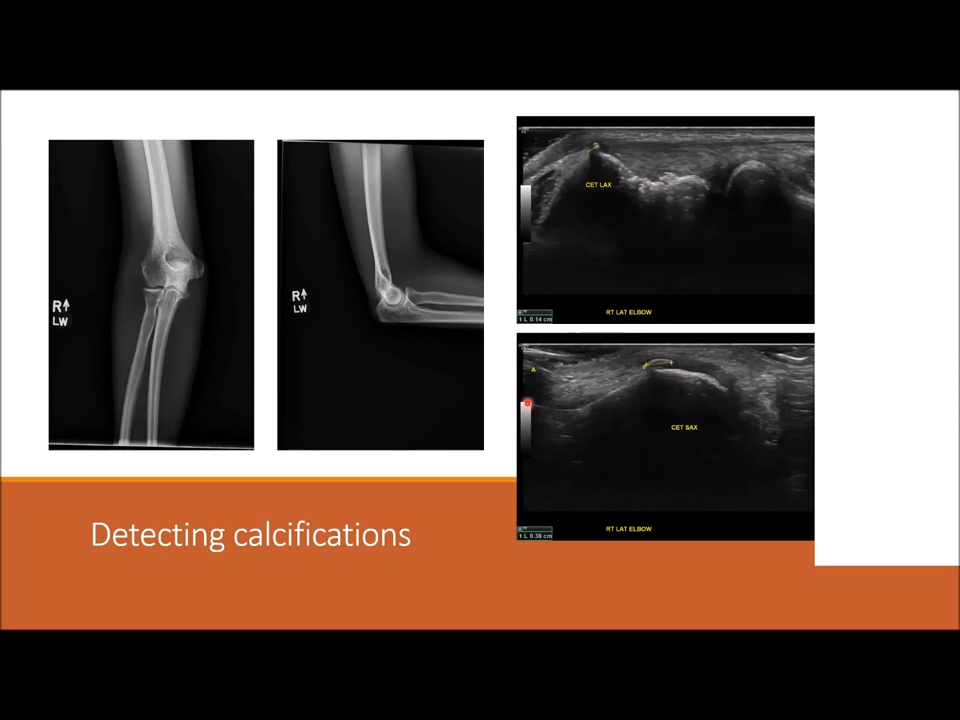 R↑
LW
R↑
LW
CET LAX
RT LAT ELBOW
1 L 0.14 cm
A
CET SAX
RT LAT ELBOW
1 L 0.38 cm
Detecting calcifications